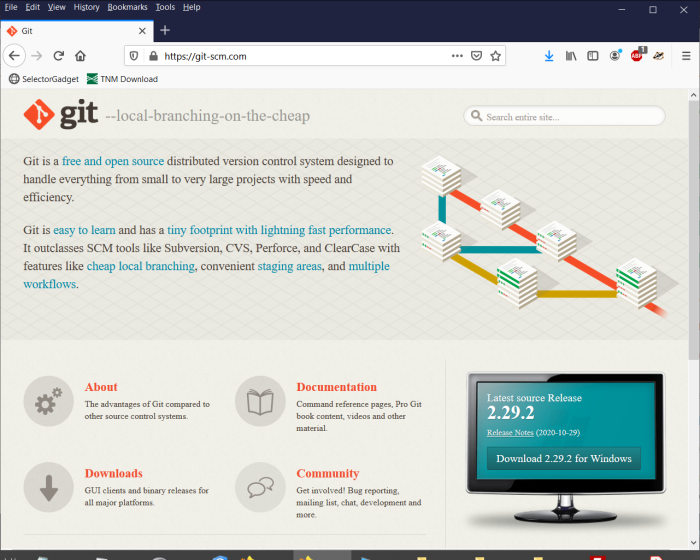 File Edit View History Bookmarks Tools Help
Git
https://git-scm.com
1
ABP
SelectorGadget TNM Download
git --local-branching-on-the-cheap
Search entire site...
Git is a free and open source distributed version control system designed to
handle everything from small to very large projects with speed and
efficiency.
Git is easy to learn and has a tiny footprint with lightning fast performance.
It outclasses SCM tools like Subversion, CVS, Perforce, and ClearCase with
features like cheap local branching, convenient staging areas, and multiple
workflows.
About
The advantages of Git compared to
other source control systems.
Documentation
Command reference pages, Pro Git
book content, videos and other
material.
Downloads
GUI clients and binary releases for
all major platforms.
Community
Get involved! Bug reporting,
mailing list, chat, development and
more.
Latest source Release
2.29.2
Release Notes (2020-10-29)
Download 2.29.2 for Windows